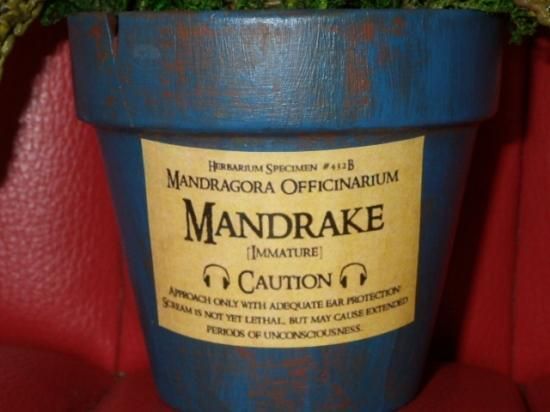 Herbarium Specimen #432B
Mandragora Officinarium
Mandrake
[Immature]
Caution
Approach only with adequate ear protection!
Scream is not yet lethal, but may cause extended
periods of unconsciousness.